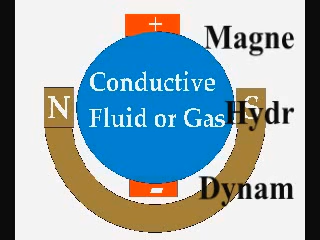 +
Magne
Conductive
N
S
Hydr
Fluid or Gas
Dynam
-